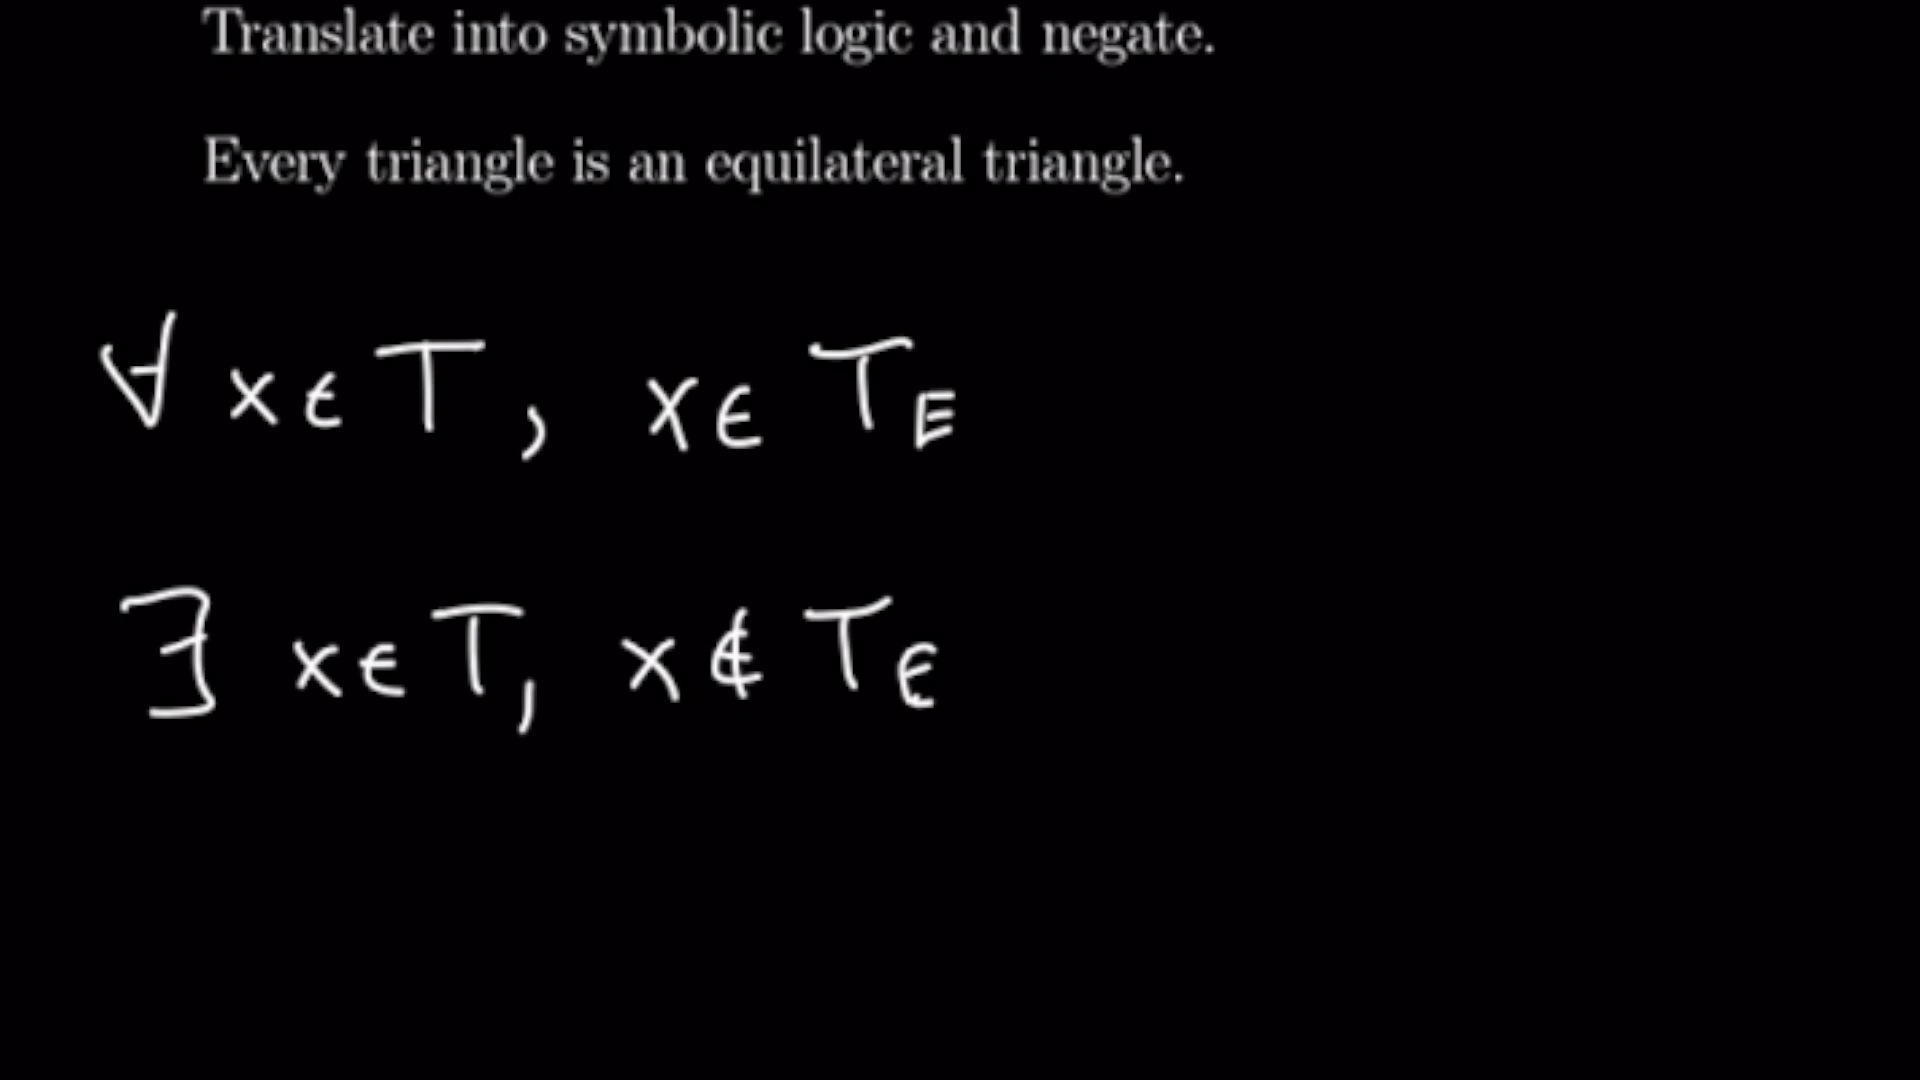 Translate into symbolic logic and negate.
Every triangle is an equilateral triangle.
∀ x ∈ T, x ∈ T_E
∃ x ∈ T, x ∉ T_E